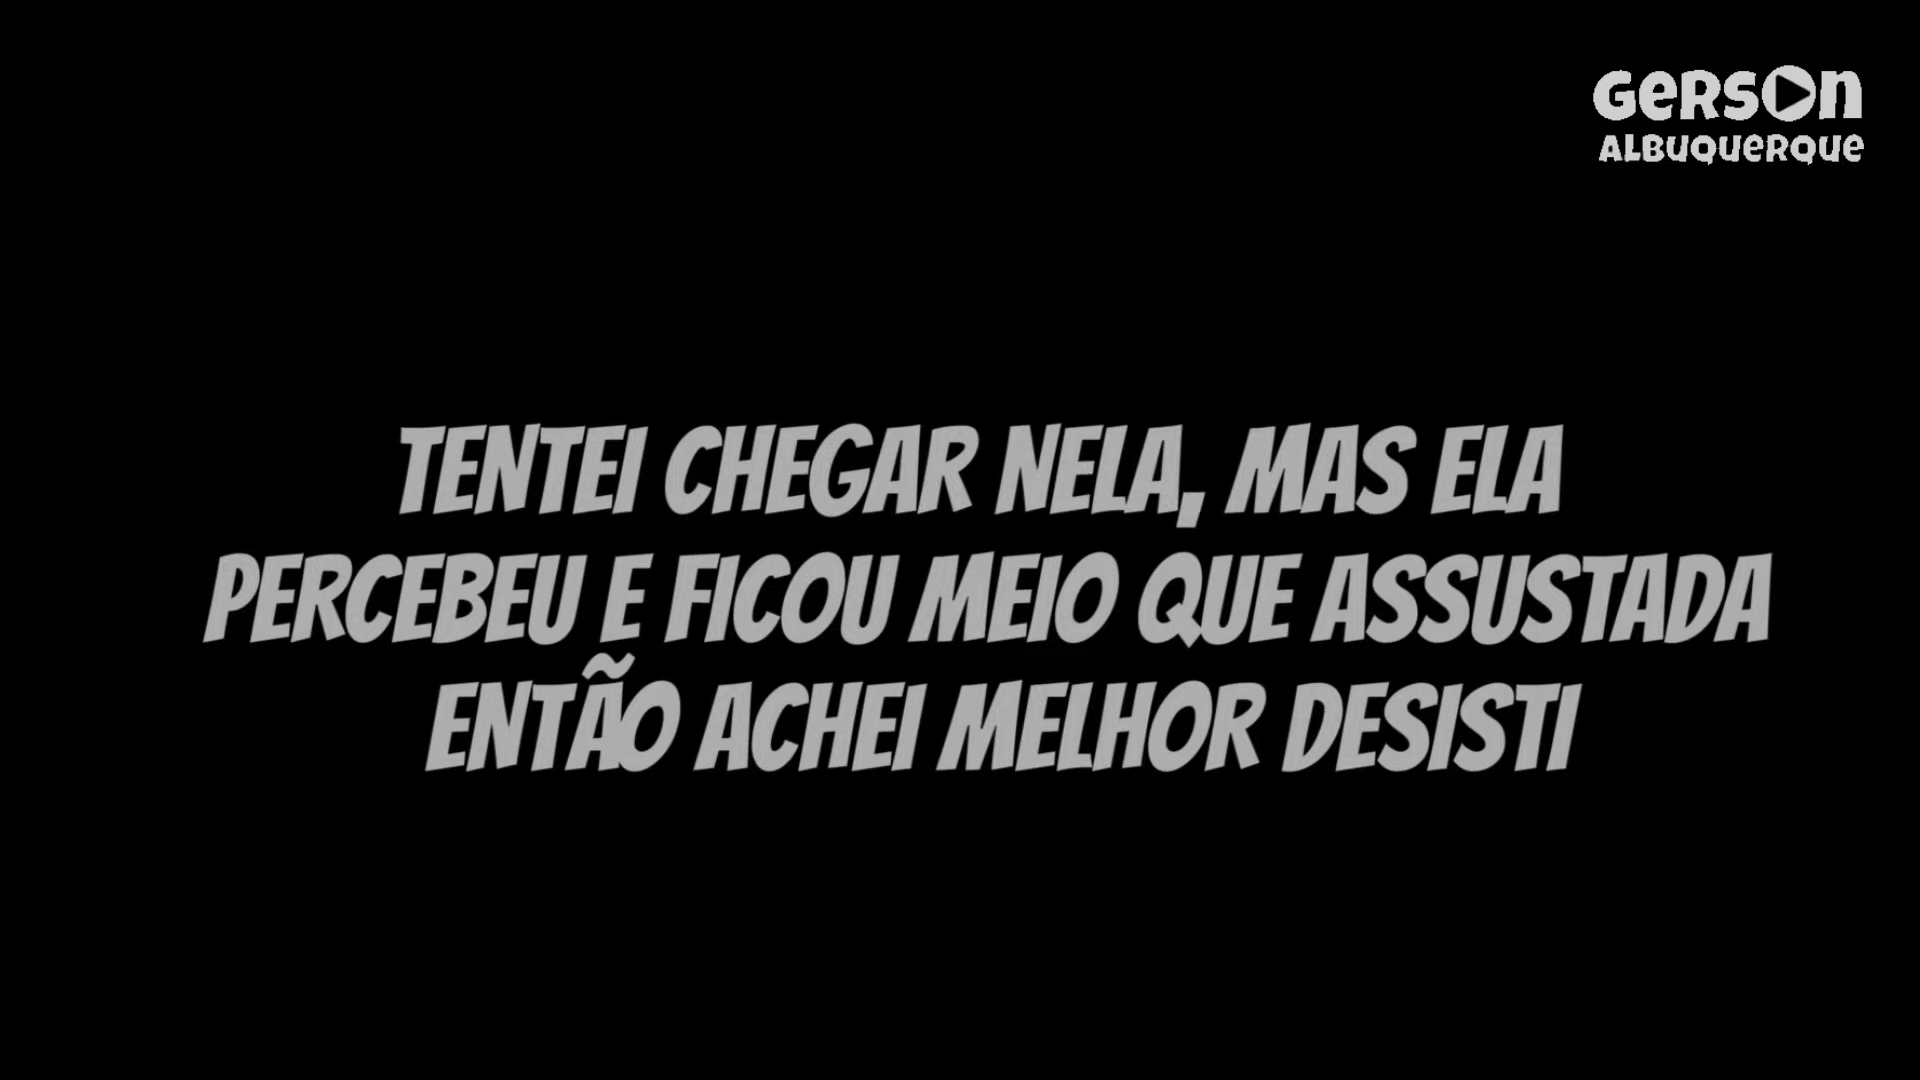 GERSON
ALBUQUERQUE
TENTEI CHEGAR NELA, MAS ELA
PERCEBEU E FICOU MEIO QUE ASSUSTADA
ENTÃO ACHEI MELHOR DESISTI